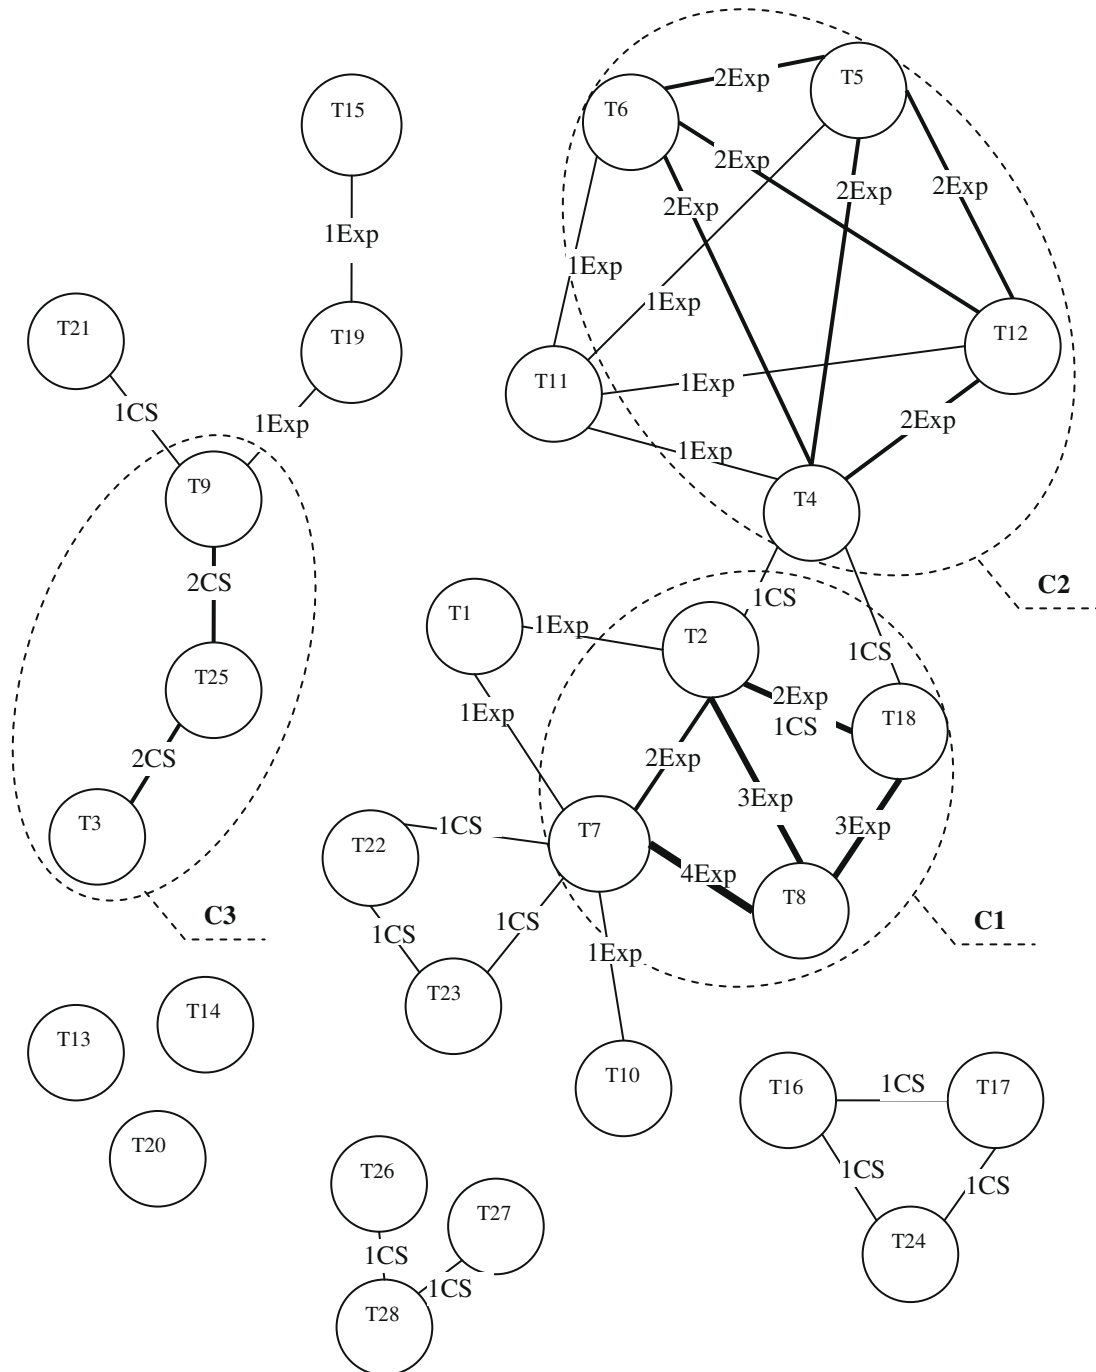 T5
T6
2Exp
T15
2Exp
2Exp
2Exp
2Exp
1Exp
1Exp
1Exp
T21
T19
T12
T11
1Exp
1CS
1Exp
2Exp
1Exp
T9
T4
2CS
C2
1CS
T1
1Exp
T2
1CS
T25
2Exp
1Exp
T18
1CS
2CS
2Exp
3Exp
T3
1CS
T7
3Exp
T22
4Exp
T8
C3
1CS
1CS
C1
1Exp
T23
T14
T13
T10
T16
1CS
T17
T20
T26
1CS
1CS
T27
T24
1CS
1CS
T28